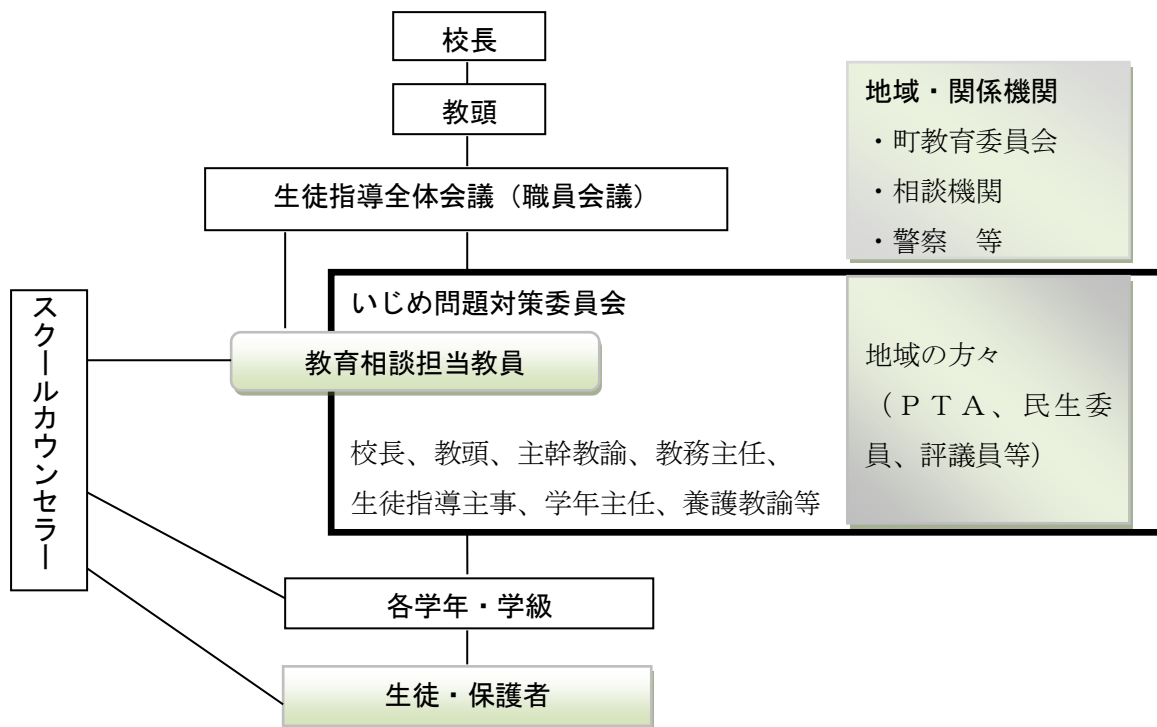 校長
教頭
生徒指導全体会議（職員会議）
地域・関係機関
・町教育委員会
・相談機関
・警察　等
スクールカウンセラー
いじめ問題対策委員会
教育相談担当教員
校長、教頭、主幹教諭、教務主任、
生徒指導主事、学年主任、養護教諭等
地域の方々
（ＰＴＡ、民生委
員、評議員等）
各学年・学級
生徒・保護者